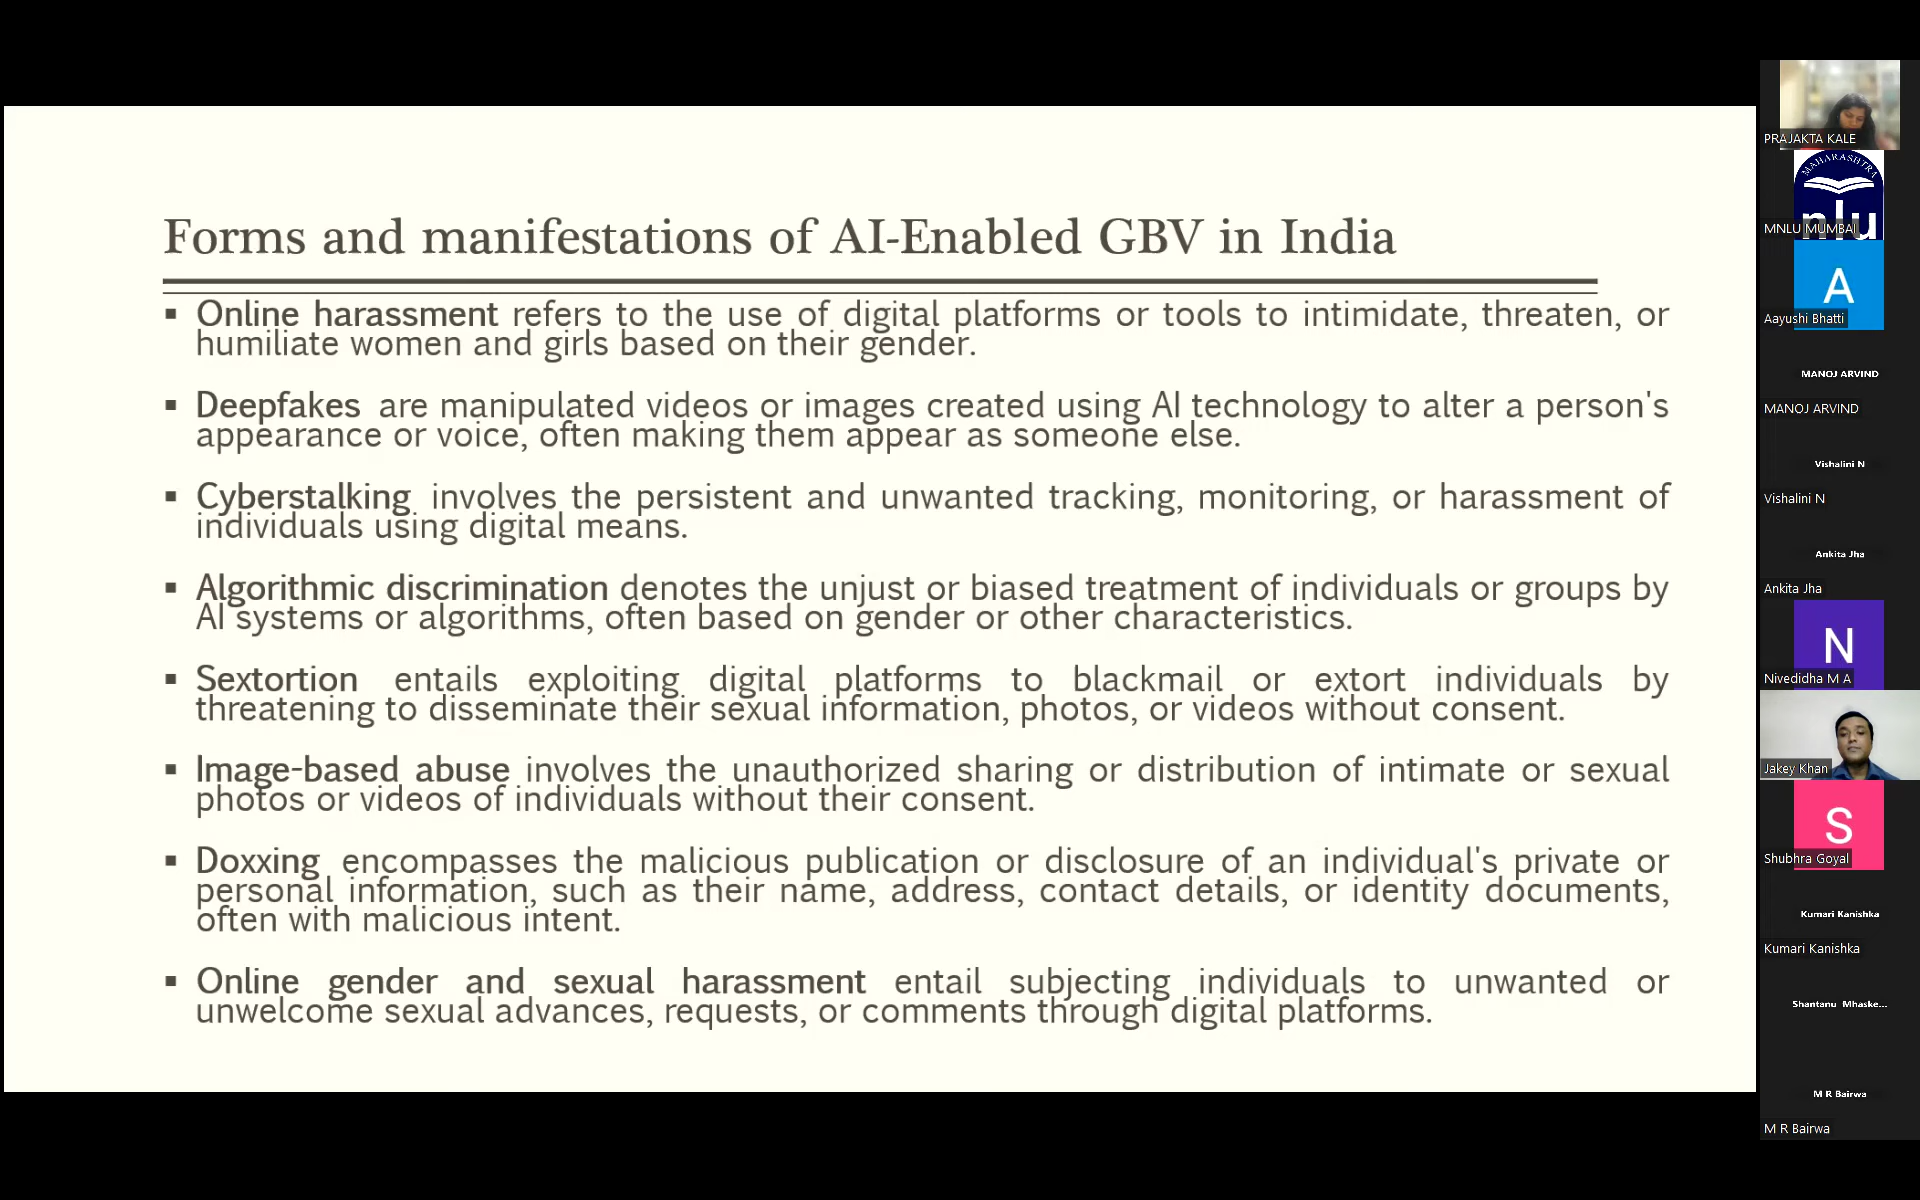 Forms and manifestations of AI-Enabled GBV in India
▪ Online harassment refers to the use of digital platforms or tools to intimidate, threaten, or
humiliate women and girls based on their gender.
▪ Deepfakes are manipulated videos or images created using AI technology to alter a person's
appearance or voice, often making them appear as someone else.
▪ Cyberstalking involves the persistent and unwanted tracking, monitoring, or harassment of
individuals using digital means.
▪ Algorithmic discrimination denotes the unjust or biased treatment of individuals or groups by
AI systems or algorithms, often based on gender or other characteristics.
▪ Sextortion entails exploiting digital platforms to blackmail or extort individuals by
threatening to disseminate their sexual information, photos, or videos without consent.
▪ Image-based abuse involves the unauthorized sharing or distribution of intimate or sexual
photos or videos of individuals without their consent.
▪ Doxxing encompasses the malicious publication or disclosure of an individual's private or
personal information, such as their name, address, contact details, or identity documents,
often with malicious intent.
▪ Online gender and sexual harassment entail subjecting individuals to unwanted or
unwelcome sexual advances, requests, or comments through digital platforms.
PRAJAKTA KALE
MAHARASHTRA
nlu
MNLU MUMBAI
A
Aayushi Bhatti
MANOJ ARVIND
MANOJ ARVIND
Vishalini N
Vishalini N
Ankita Jha
Ankita Jha
N
Nivedidha M A
Jakey Khan
S
Shubhra Goyal
Kumari Kanishka
Kumari Kanishka
Shantanu Mhaske...
M R Bairwa
M R Bairwa